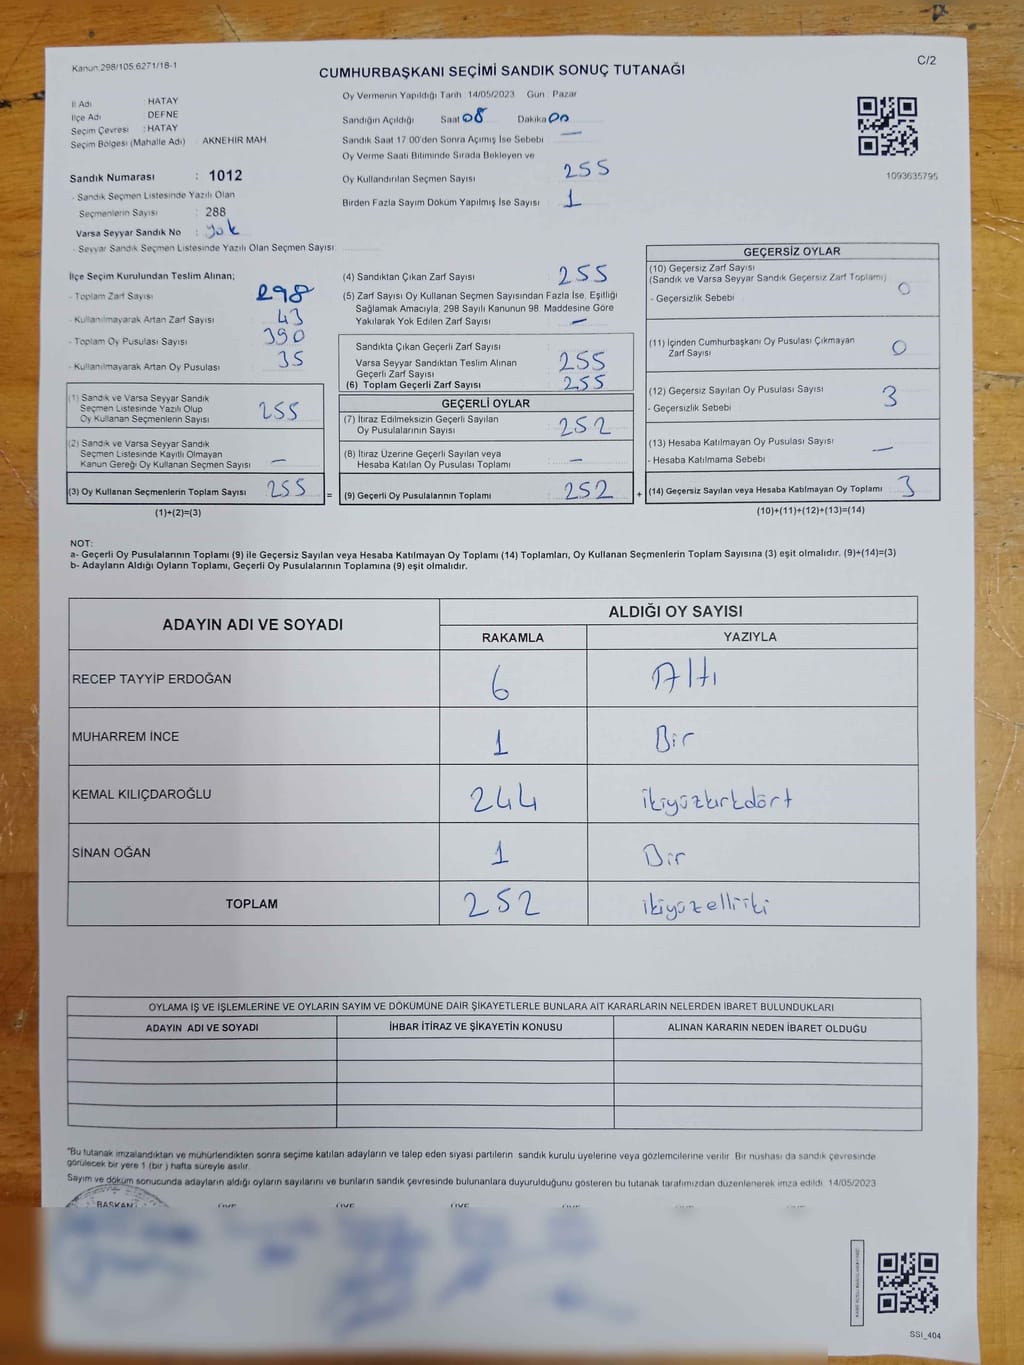 Kanun 298/105,6271/18-1
C/2
CUMHURBAŞKANI SEÇİMİ SANDIK SONUÇ TUTANAĞI
İl Adı : HATAY
İlçe Adı DEFNE
Seçim Çevresi : HATAY
Seçim Bölgesi (Mahalle Adı) AKNEHİR MAH
Oy Vermenin Yapıldığı Tarih 14/05/2023 Gün : Pazar
Sandığın Açıldığı Saat 08 Dakika 00
Sandık Saat 17 00'den Sonra Açımış İse Sebebi —
Oy Verme Saati Bitiminde Sırada Bekleyen ve
Oy Kullandırılan Seçmen Sayısı 255
Birden Fazla Sayım Döküm Yapılmış İse Sayısı 1
1093635795
Sandık Numarası : 1012
- Sandık Seçmen Listesinde Yazılı Olan
Seçmenlerin Sayısı : 288
Varsa Seyyar Sandık No : yok
- Seyyar Sandık Seçmen Listesinde Yazılı Olan Seçmen Sayısı
İlçe Seçim Kurulundan Teslim Alınan;
- Toplam Zarf Sayısı 298
- Kullanılmayarak Artan Zarf Sayısı 43
- Toplam Oy Pusulası Sayısı 390
- Kullanılmayarak Artan Oy Pusulası 35
(1) Sandık ve Varsa Seyyar Sandık
Seçmen Listesinde Yazılı Olup
Oy Kullanan Seçmenlerin Sayısı 255
(2) Sandık ve Varsa Seyyar Sandık
Seçmen Listesinde Kayıtlı Olmayan
Kanun Gereği Oy Kullanan Seçmen Sayısı —
(3) Oy Kullanan Seçmenlerin Toplam Sayısı 255
(1)+(2)=(3)
(4) Sandıktan Çıkan Zarf Sayısı 255
(5) Zarf Sayısı Oy Kullanan Seçmen Sayısından Fazla İse, Eşitliği
Sağlamak Amacıyla, 298 Sayılı Kanunun 98. Maddesine Göre
Yakılarak Yok Edilen Zarf Sayısı —
Sandıkta Çıkan Geçerli Zarf Sayısı
Varsa Seyyar Sandıktan Teslim Alınan 255
Geçerli Zarf Sayısı
(6) Toplam Geçerli Zarf Sayısı 255
GEÇERLİ OYLAR
(7) İtiraz Edilmeksizin Geçerli Sayılan
Oy Pusulalarının Sayısı 252
(8) İtiraz Üzerine Geçerli Sayılan veya
Hesaba Katılan Oy Pusulası Toplamı —
= (9) Geçerli Oy Pusulalarının Toplamı 252
GEÇERSİZ OYLAR
(10) Geçersiz Zarf Sayısı
(Sandık ve Varsa Seyyar Sandık Geçersiz Zarf Toplamı) 0
- Geçersizlik Sebebi
(11) İçinden Cumhurbaşkanı Oy Pusulası Çıkmayan
Zarf Sayısı 0
(12) Geçersiz Sayılan Oy Pusulası Sayısı 3
- Geçersizlik Sebebi
(13) Hesaba Katılmayan Oy Pusulası Sayısı —
- Hesaba Katılmama Sebebi
+ (14) Geçersiz Sayılan veya Hesaba Katılmayan Oy Toplamı 3
(10)+(11)+(12)+(13)=(14)
NOT:
a- Geçerli Oy Pusulalarının Toplamı (9) ile Geçersiz Sayılan veya Hesaba Katılmayan Oy Toplamı (14) Toplamları, Oy Kullanan Seçmenlerin Toplam Sayısına (3) eşit olmalıdır. (9)+(14)=(3)
b- Adayların Aldığı Oyların Toplamı, Geçerli Oy Pusulalarının Toplamına (9) eşit olmalıdır.
ADAYIN ADI VE SOYADI ALDIĞI OY SAYISI
RAKAMLA YAZIYLA
RECEP TAYYİP ERDOĞAN 6 Altı
MUHARREM İNCE 1 Bir
KEMAL KILIÇDAROĞLU 244 ikiyüzkırkdört
SİNAN OĞAN 1 Bir
TOPLAM 252 ikiyüzelliiki
OYLAMA İŞ VE İŞLEMLERİNE VE OYLARIN SAYIM VE DÖKÜMÜNE DAİR ŞİKAYETLERLE BUNLARA AİT KARARLARIN NELERDEN İBARET BULUNDUKLARI
ADAYIN ADI VE SOYADI İHBAR İTİRAZ VE ŞİKAYETİN KONUSU ALINAN KARARIN NEDEN İBARET OLDUĞU
"Bu tutanak imzalandıktan ve mühürlendikten sonra seçime katılan adayların ve talep eden siyasi partilerin sandık kurulu üyelerine veya gözlemcilerine verilir. Bir nüshası da sandık çevresinde
görülecek bir yere 1 (bir) hafta süreyle asılır.
Sayım ve döküm sonucunda adayların aldığı oyların sayılarını ve bunların sandık çevresinde bulunanlara duyurulduğunu gösteren bu tutanak tarafımızdan düzenlenerek imza edildi. 14/05/2023
BAŞKAN ÜYE ÜYE ÜYE ÜYE
SSI_404